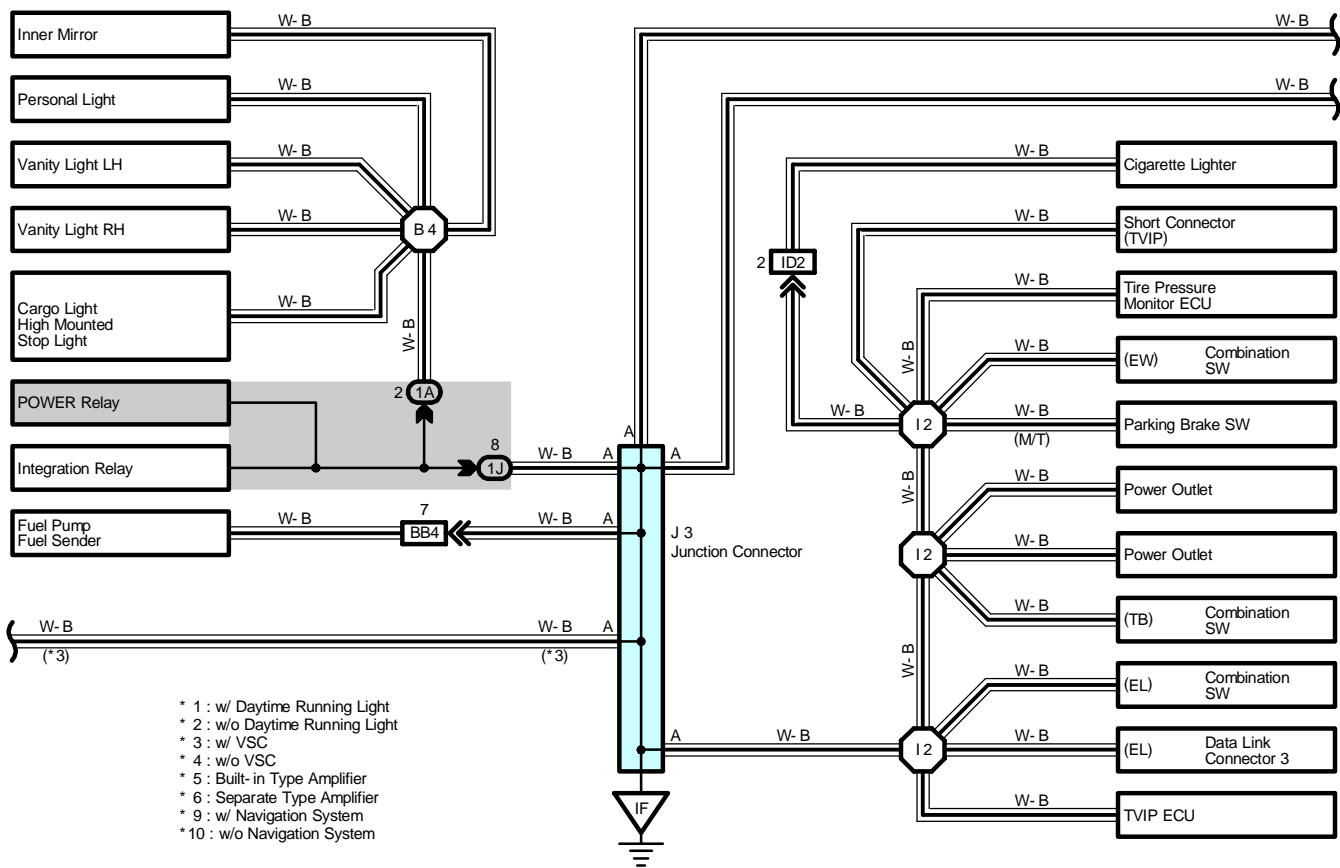 Inner Mirror
W- B
W- B
Personal Light
W- B
W- B
Vanity Light LH
W- B
W- B
Cigarette Lighter
Vanity Light RH
W- B
B 4
Short Connector
(TVIP)
W- B
2 ID2
Cargo Light
High Mounted
Stop Light
W- B
W- B
Tire Pressure
Monitor ECU
W- B
W- B
W- B
(EW) Combination
SW
POWER Relay
2 1A
W- B
I 2
W- B
(M/T)
Parking Brake SW
Integration Relay
8
1J
W- B
A
A
A
W- B
W- B
Power Outlet
Fuel Pump
Fuel Sender
W- B
7
BB4
W- B
A
J 3
Junction Connector
I 2
W- B
Power Outlet
W- B
(* 3)
W- B
(* 3)
A
W- B
W- B
(TB) Combination
SW
W- B
(EL) Combination
SW
A
W- B
I 2
W- B
(EL) Data Link
Connector 3
W- B
TVIP ECU
IF
* 1 : w/ Daytime Running Light
* 2 : w/o Daytime Running Light
* 3 : w/ VSC
* 4 : w/o VSC
* 5 : Built- in Type Amplifier
* 6 : Separate Type Amplifier
* 9 : w/ Navigation System
* 10 : w/o Navigation System